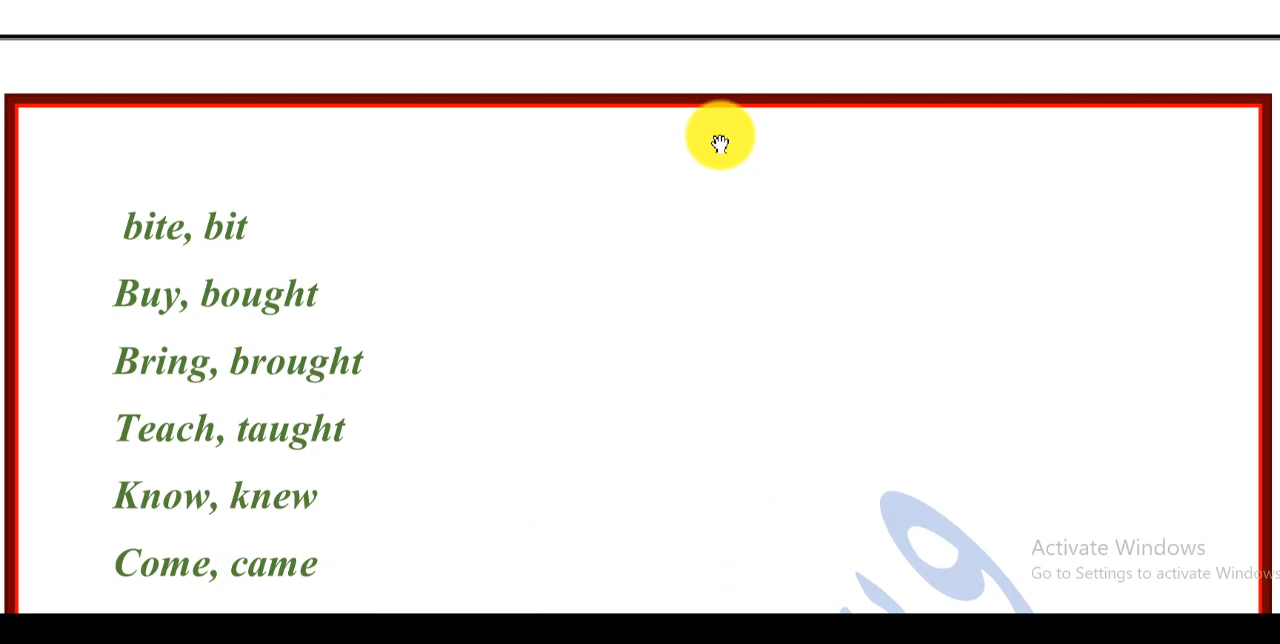 bite, bit
Buy, bought
Bring, brought
Teach, taught
Know, knew
Come, came
Activate Windows
Go to Settings to activate Windows